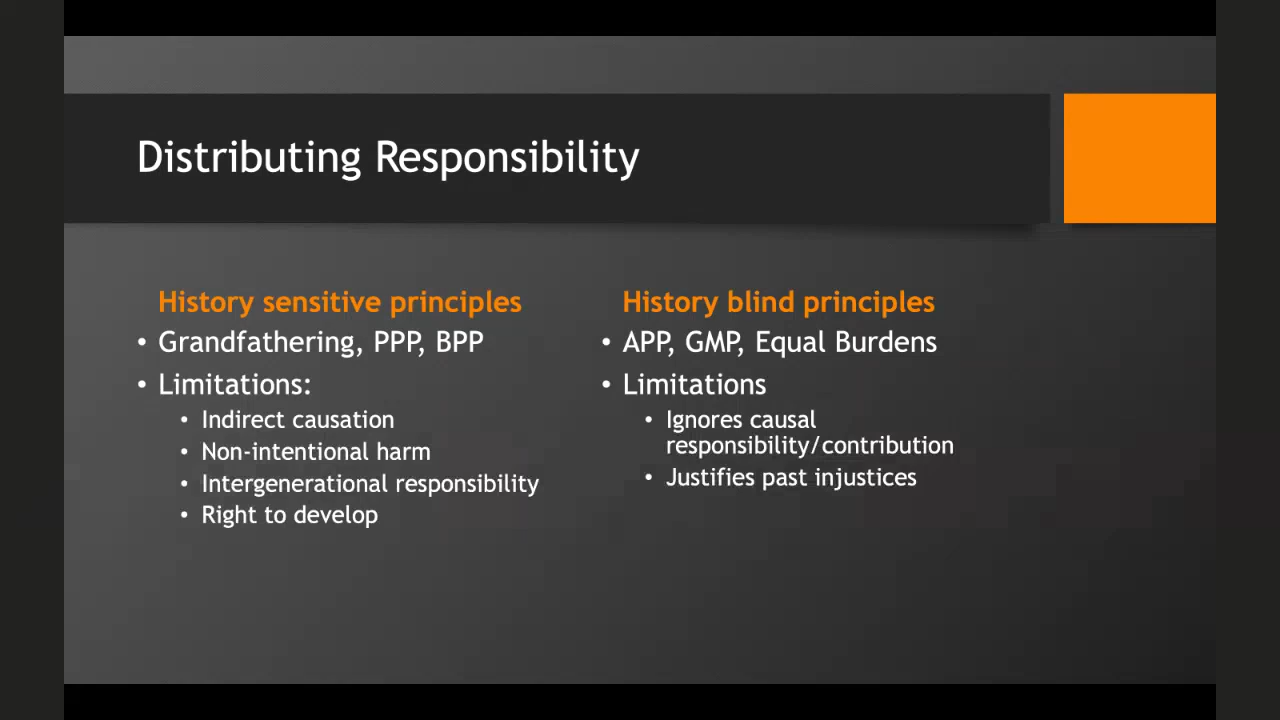 Distributing Responsibility
History sensitive principles
• Grandfathering, PPP, BPP
• Limitations:
• Indirect causation
• Non-intentional harm
• Intergenerational responsibility
• Right to develop
History blind principles
• APP, GMP, Equal Burdens
• Limitations
• Ignores causal
responsibility/contribution
• Justifies past injustices